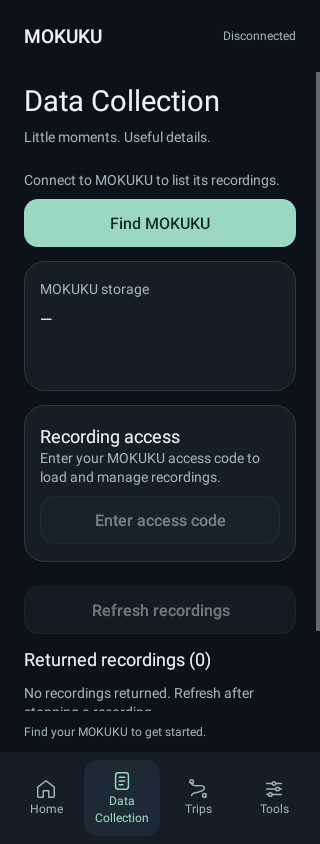 MOKUKU
Disconnected
Data Collection
Little moments. Useful details.
Connect to MOKUKU to list its recordings.
Find MOKUKU
MOKUKU storage
—
Recording access
Enter your MOKUKU access code to
load and manage recordings.
Enter access code
Refresh recordings
Returned recordings (0)
No recordings returned. Refresh after
stopping a recording.
Find your MOKUKU to get started.
Home
Data
Collection
Trips
Tools